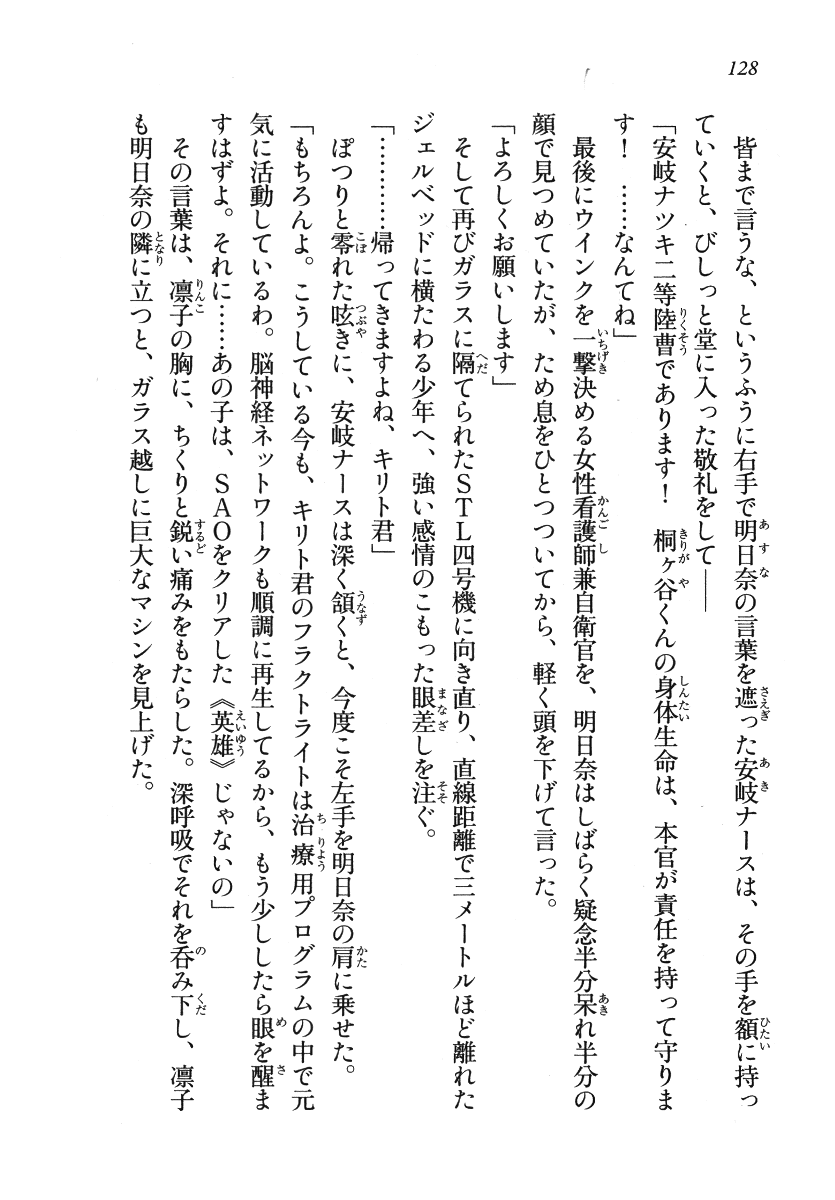 128
皆まで言うな、というふうに右手で明日奈の言葉を遮った安岐ナースは、その手を額に持っ
ていくと、びしっと堂に入った敬礼をして――
「安岐ナツキ二等陸曹であります！　桐ヶ谷くんの身体生命は、本官が責任を持って守りま
す！　……なんてね」
最後にウインクを一撃決める女性看護師兼自衛官を、明日奈はしばらく疑念半分呆れ半分の
顔で見つめていたが、ため息をひとつついてから、軽く頭を下げて言った。
「よろしくお願いします」
そして再びガラスに隔てられたＳＴＬ四号機に向き直り、直線距離で三メートルほど離れた
ジェルベッドに横たわる少年へ、強い感情のこもった眼差しを注ぐ。
「…………帰ってきますよね、キリト君」
ぽつりと零れた呟きに、安岐ナースは深く頷くと、今度こそ左手を明日奈の肩に乗せた。
「もちろんよ。こうしている今も、キリト君のフラクトライトは治療用プログラムの中で元
気に活動しているわ。脳神経ネットワークも順調に再生してるから、もう少ししたら眼を醒ま
すはずよ。それに……あの子は、ＳＡＯをクリアした《英雄》じゃないの」
その言葉は、凛子の胸に、ちくりと鋭い痛みをもたらした。深呼吸でそれを呑み下し、凛子
も明日奈の隣に立つと、ガラス越しに巨大なマシンを見上げた。